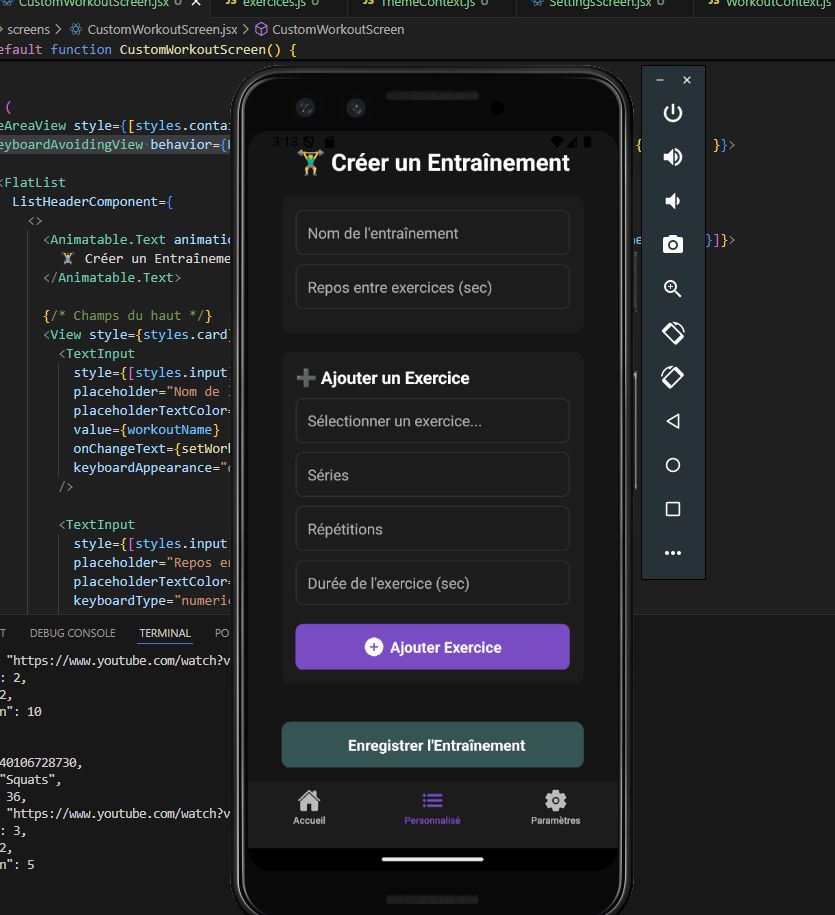 CustomWorkoutScreen.jsx U
exercices.js U
ThemeContext.js U
SettingsScreen.jsx U
WorkoutContext.js
> screens > CustomWorkoutScreen.jsx > CustomWorkoutScreen
default function CustomWorkoutScreen() {
(
eAreaView style={[styles.conta
eyboardAvoidingView behavior={
{ }}>
<FlatList
ListHeaderComponent={
<>
<Animatable.Text animatio
}]}>
🏋️ Créer un Entraîneme
</Animatable.Text>
{/* Champs du haut */}
<View style={styles.card}
<TextInput
style={[styles.input
placeholder="Nom de l
placeholderTextColor=
value={workoutName}
onChangeText={setWor
keyboardAppearance="
/>
<TextInput
style={[styles.input
placeholder="Repos en
placeholderTextColor=
keyboardType="numeri
T DEBUG CONSOLE TERMINAL PO
"https://www.youtube.com/watch?v
: 2,
2,
n": 10
40106728730,
"Squats",
36,
"https://www.youtube.com/watch?v
: 3,
2,
n": 5
3:13
🏋️ Créer un Entraînement
Nom de l'entraînement
Repos entre exercices (sec)
➕ Ajouter un Exercice
Sélectionner un exercice...
Séries
Répétitions
Durée de l'exercice (sec)
Ajouter Exercice
Enregistrer l'Entraînement
Accueil
Personnalisé
Paramètres